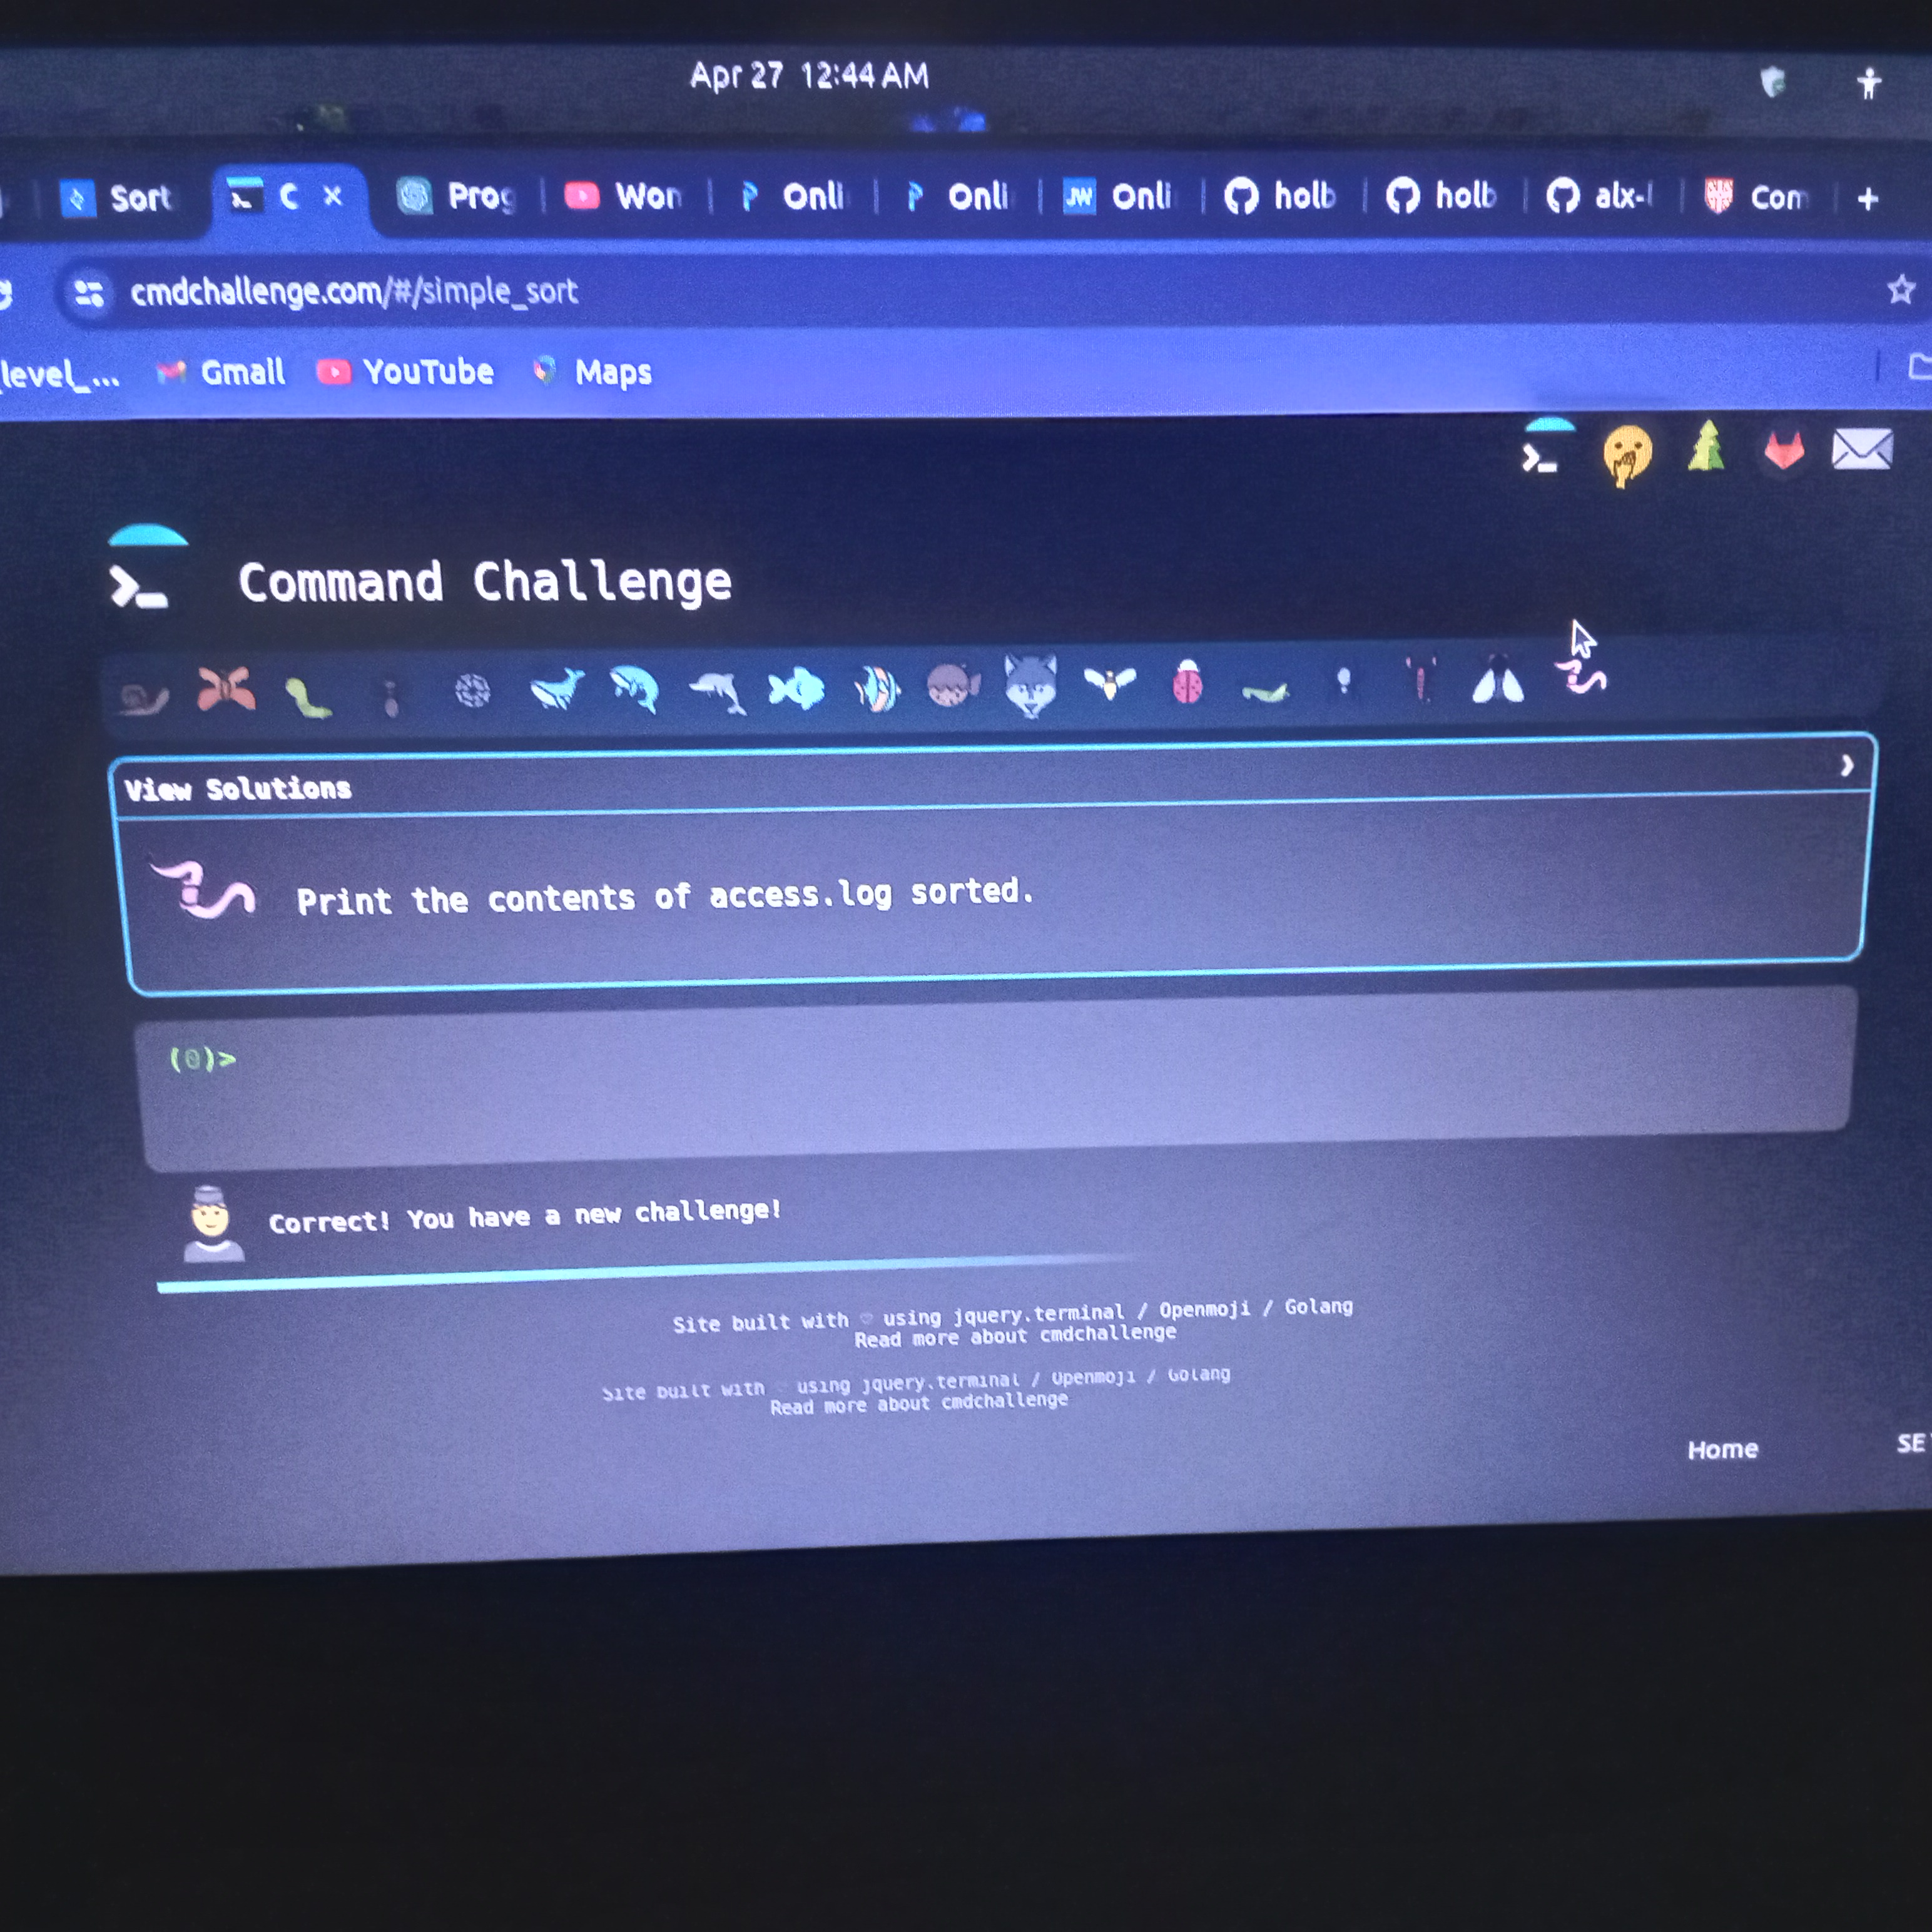 Apr 27 12:44 AM
Sort C Prog Wor Onli Onli JW Onli holb holb alx-l Com +
cmdchallenge.com/#/simple_sort
level_... Gmail YouTube Maps
Command Challenge
View Solutions
Print the contents of access.log sorted.
(0)>
Correct! You have a new challenge!
Site built with using jquery.terminal / Openmoji / Golang
Read more about cmdchallenge
Site built with using jquery.terminal / Openmoji / Golang
Read more about cmdchallenge
Home SE